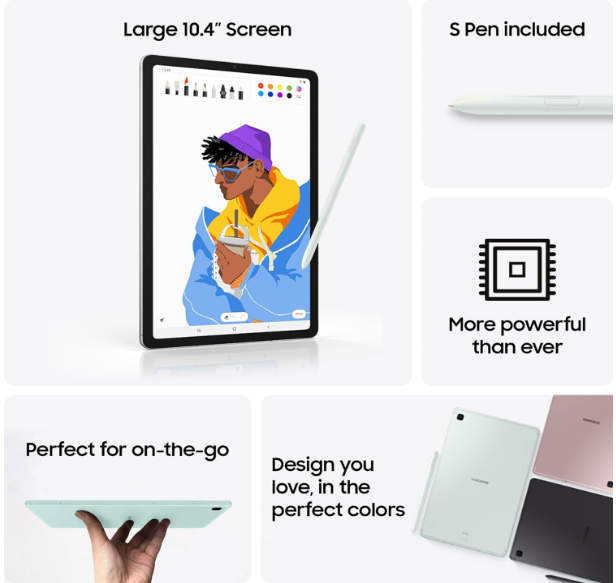 Large 10.4" Screen
S Pen included
More powerful
than ever
Perfect for on-the-go
Design you
love, in the
perfect colors
SAMSUNG